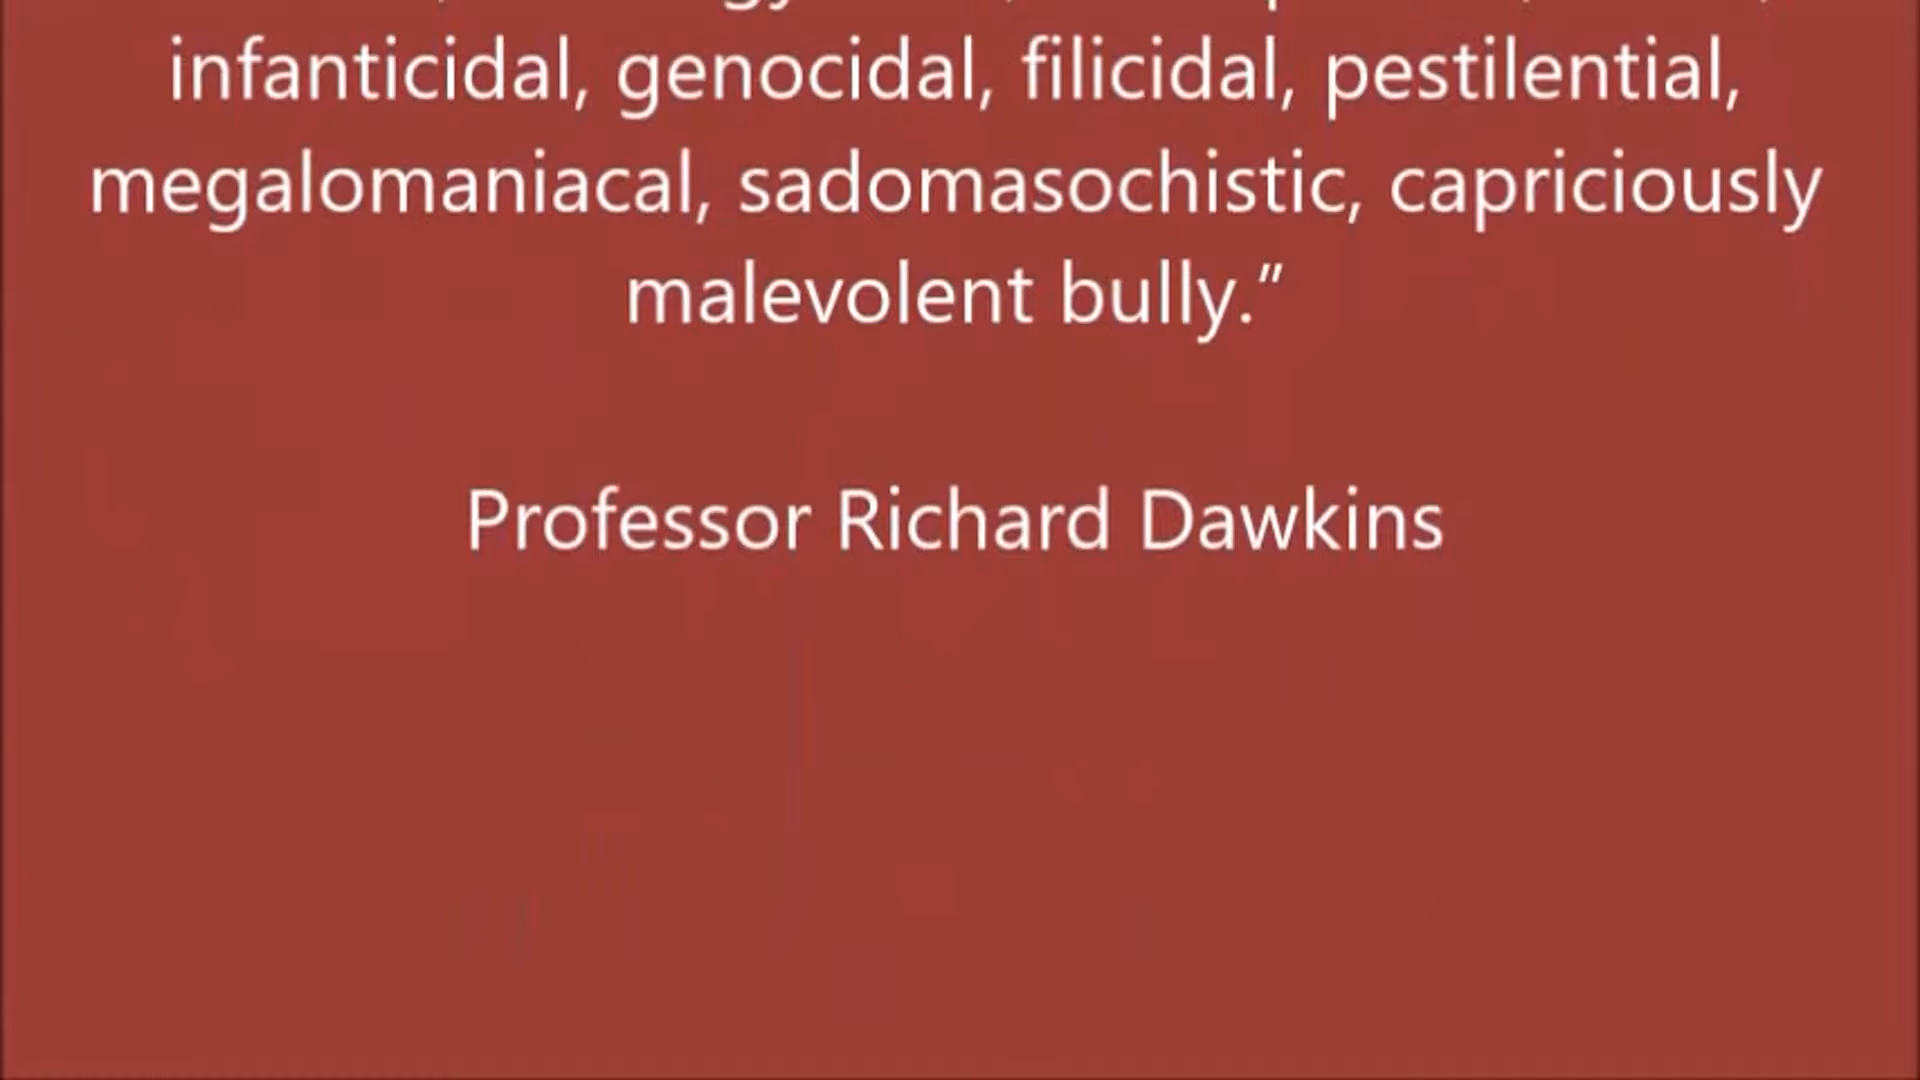 infanticidal, genocidal, filicidal, pestilential,
megalomaniacal, sadomasochistic, capriciously
malevolent bully.”
Professor Richard Dawkins